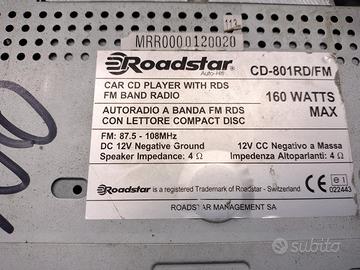 113
MRR0000120020
Roadstar
Auto-Hifi
CD-801RD/FM
CAR CD PLAYER WITH RDS
FM BAND RADIO
160 WATTS
MAX
AUTORADIO A BANDA FM RDS
CON LETTORE COMPACT DISC
FM: 87.5 - 108MHz
DC 12V Negative Ground
12V CC Negativo a Massa
Speaker Impedance: 4 Ω
Impedenza Altoparlanti: 4 Ω
Roadstar is a registered Trademark of Roadstar - Switzerland
CE e1
022443
ROADSTAR MANAGEMENT SA
subito